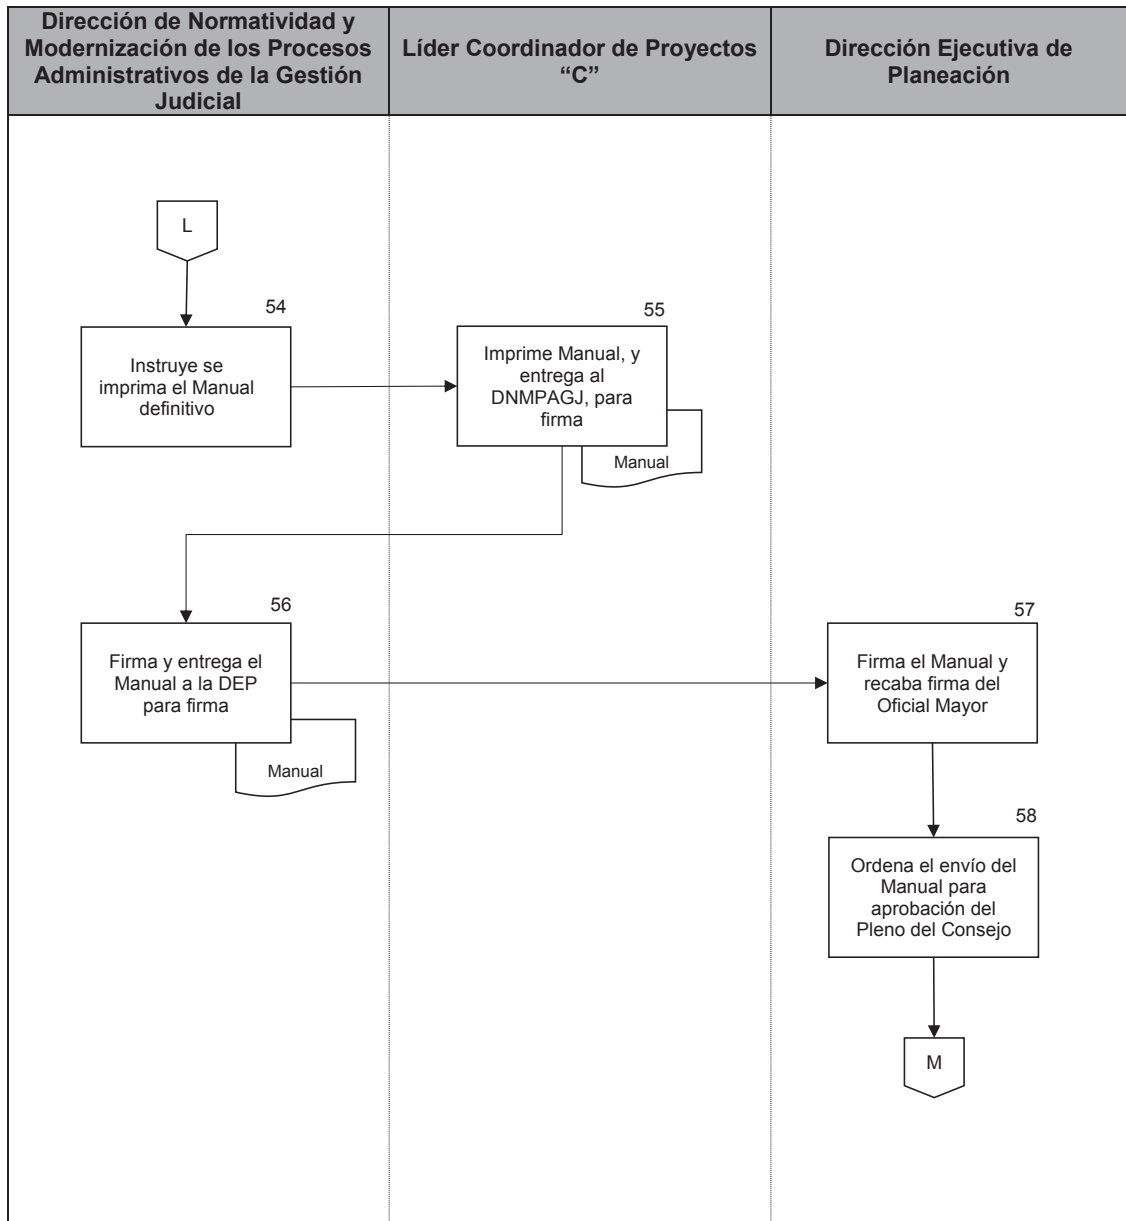 Dirección de Normatividad y
Modernización de los Procesos
Administrativos de la Gestión
Judicial
Líder Coordinador de Proyectos
“C”
Dirección Ejecutiva de
Planeación
L
54
Instruye se
imprima el Manual
definitivo
55
Imprime Manual, y
entrega al
DNMPAGJ, para
firma
Manual
56
Firma y entrega el
Manual a la DEP
para firma
Manual
57
Firma el Manual y
recaba firma del
Oficial Mayor
58
Ordena el envío del
Manual para
aprobación del
Pleno del Consejo
M